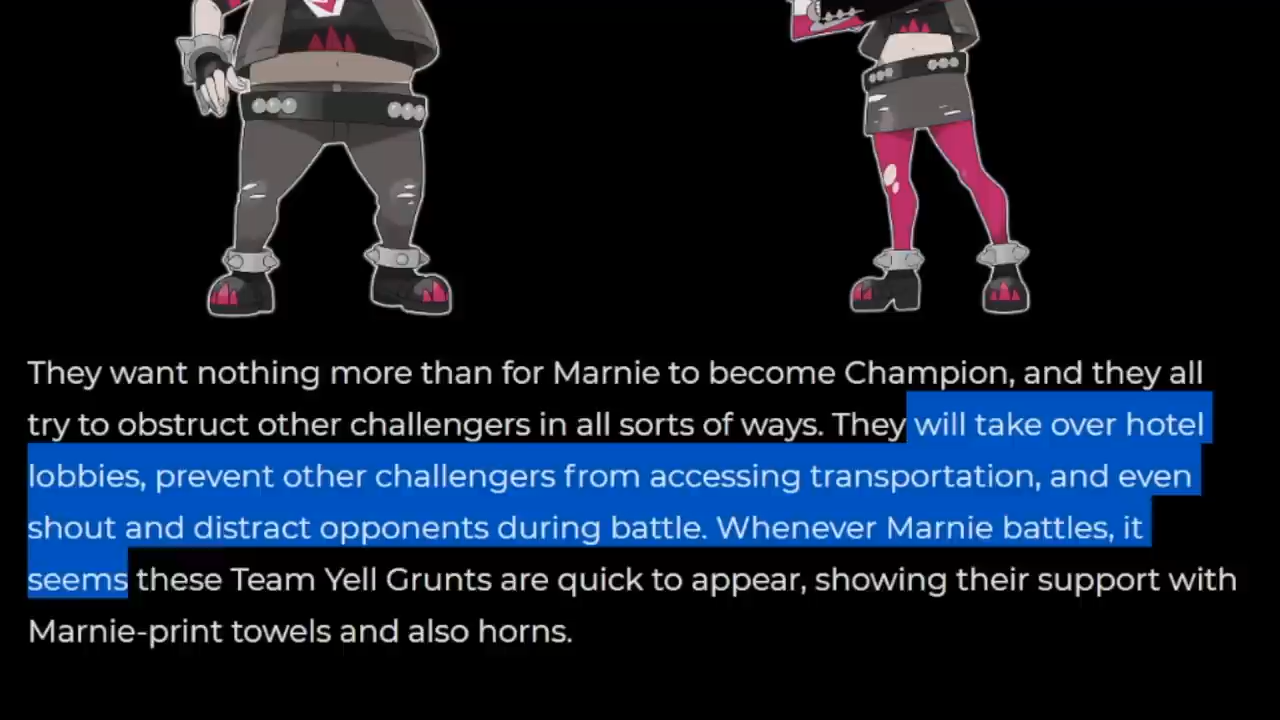 They want nothing more than for Marnie to become Champion, and they all
try to obstruct other challengers in all sorts of ways. They will take over hotel
lobbies, prevent other challengers from accessing transportation, and even
shout and distract opponents during battle. Whenever Marnie battles, it
seems these Team Yell Grunts are quick to appear, showing their support with
Marnie-print towels and also horns.